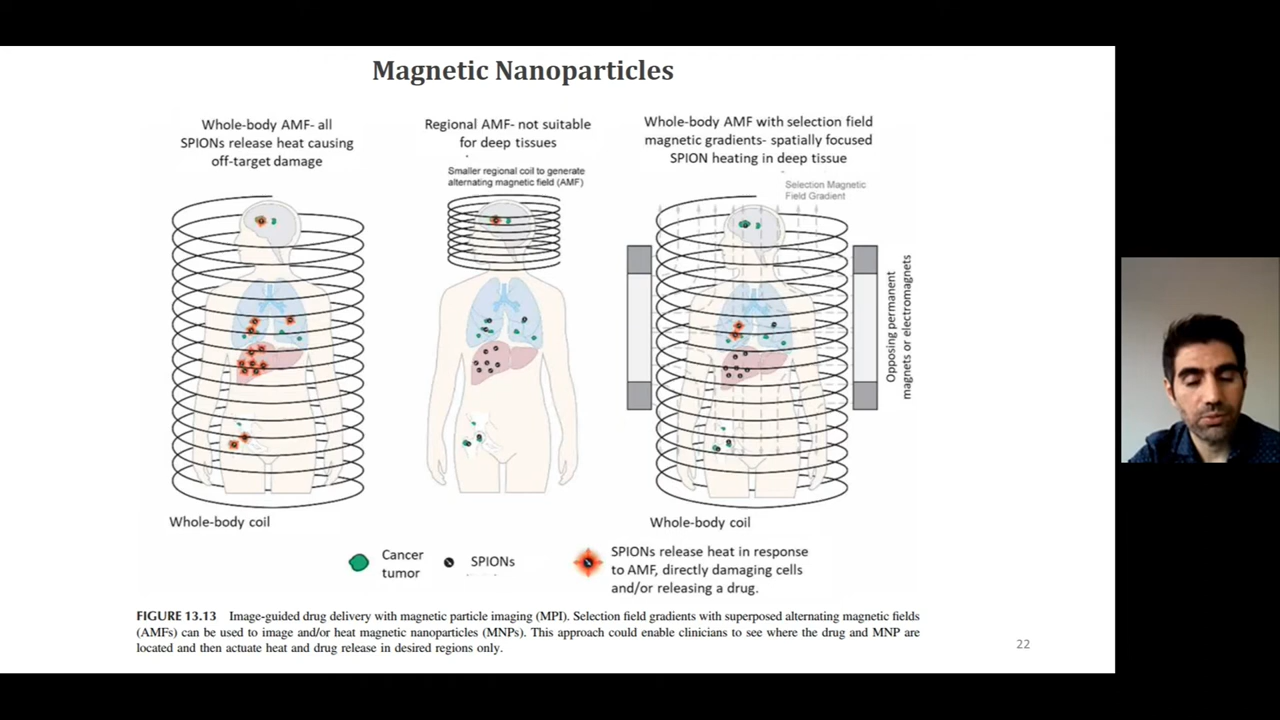 Magnetic Nanoparticles
Whole-body AMF- all
SPIONs release heat causing
off-target damage
Regional AMF- not suitable
for deep tissues
Smaller regional coil to generate
alternating magnetic field (AMF)
Whole-body AMF with selection field
magnetic gradients- spatially focused
SPION heating in deep tissue
Selection Magnetic
Field Gradient
Opposing permanent
magnets or electromagnets
Whole-body coil
Whole-body coil
Cancer
tumor
SPIONs
SPIONs release heat in response
to AMF, directly damaging cells
and/or releasing a drug.
FIGURE 13.13 Image-guided drug delivery with magnetic particle imaging (MPI). Selection field gradients with superposed alternating magnetic fields
(AMFs) can be used to image and/or heat magnetic nanoparticles (MNPs). This approach could enable clinicians to see where the drug and MNP are
located and then actuate heat and drug release in desired regions only.
22